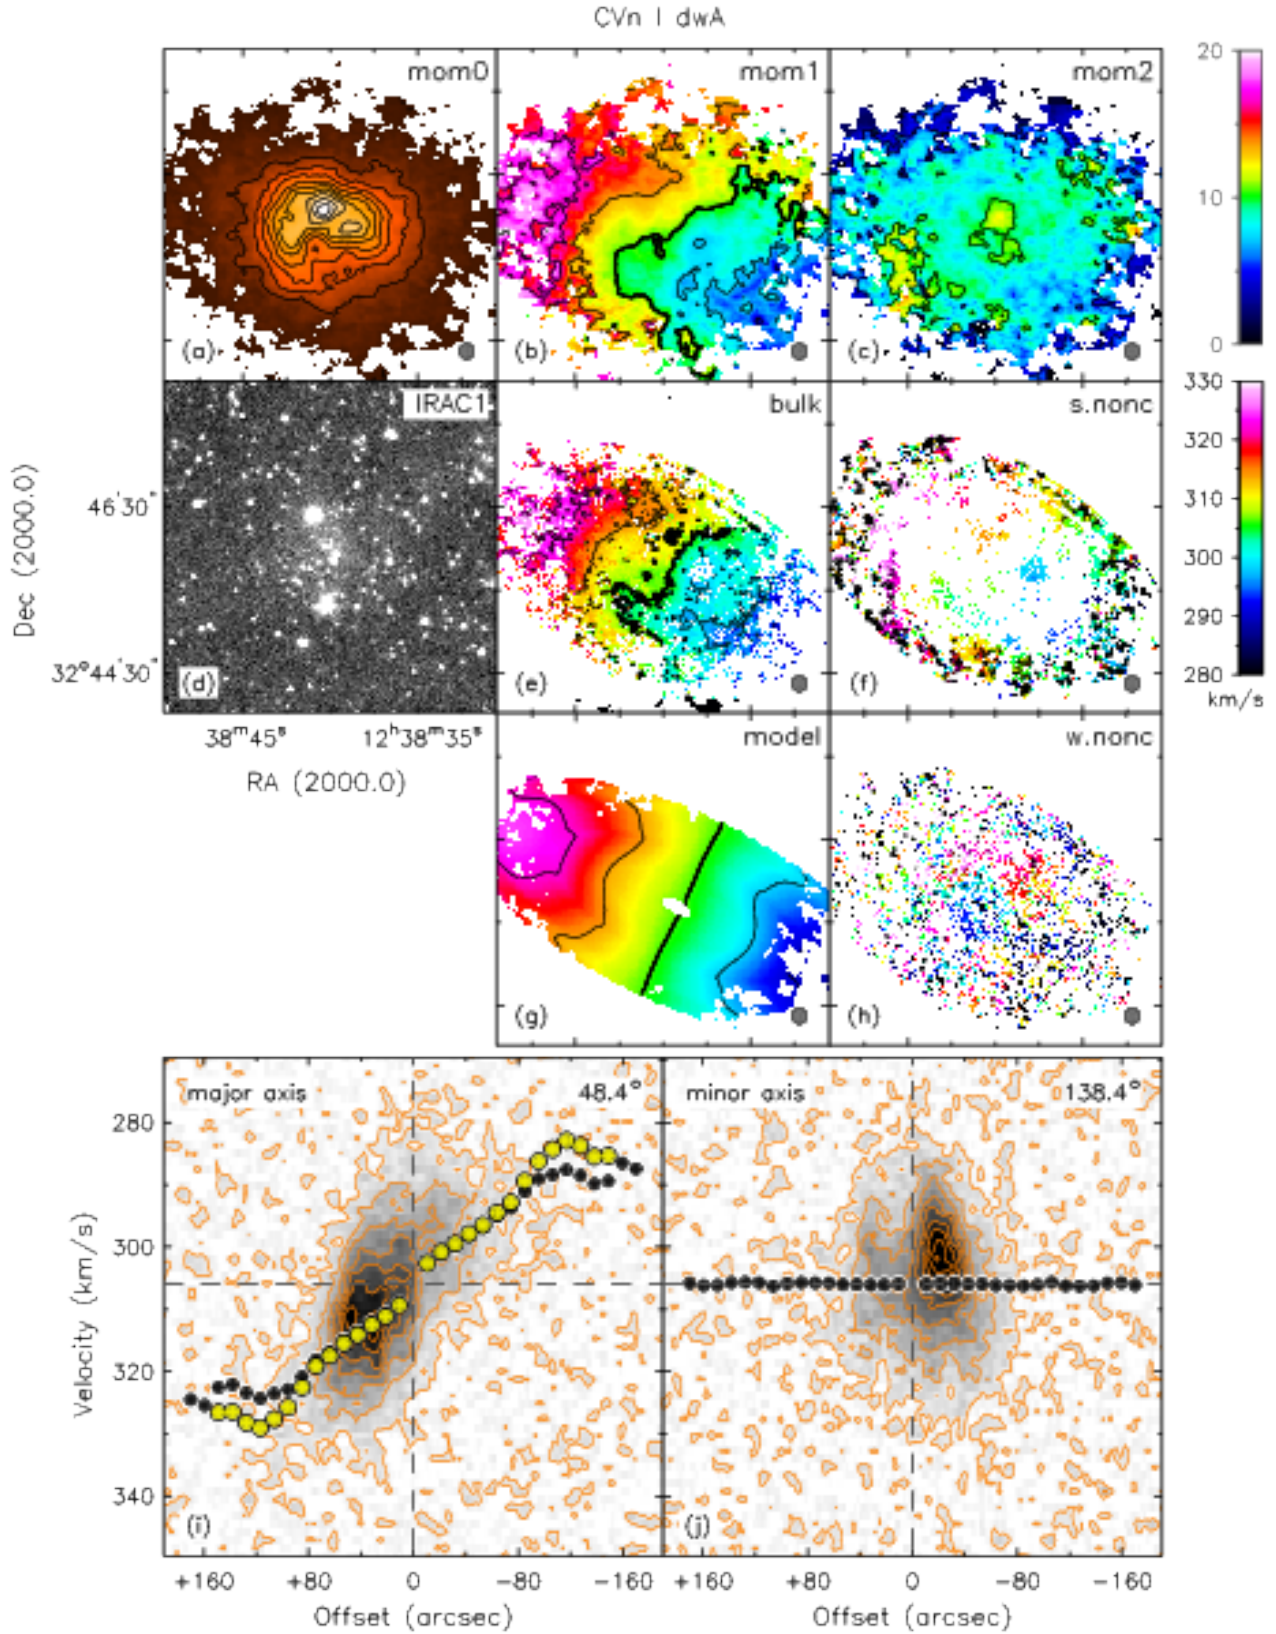 CVn I dwA
mom0
mom1
mom2
20
10
0
(a)
(b)
(c)
IRAC1
bulk
s.nonc
330
320
310
300
290
280
km/s
Dec (2000.0)
46'30"
32°44'30"
(d)
(e)
(f)
38ᵐ45ˢ
12ʰ38ᵐ35ˢ
RA (2000.0)
model
w.nonc
(g)
(h)
major axis
48.4°
minor axis
138.4°
Velocity (km/s)
280
300
320
340
(i)
(j)
+160
+80
0
−80
−160
+160
+80
0
−80
−160
Offset (arcsec)
Offset (arcsec)